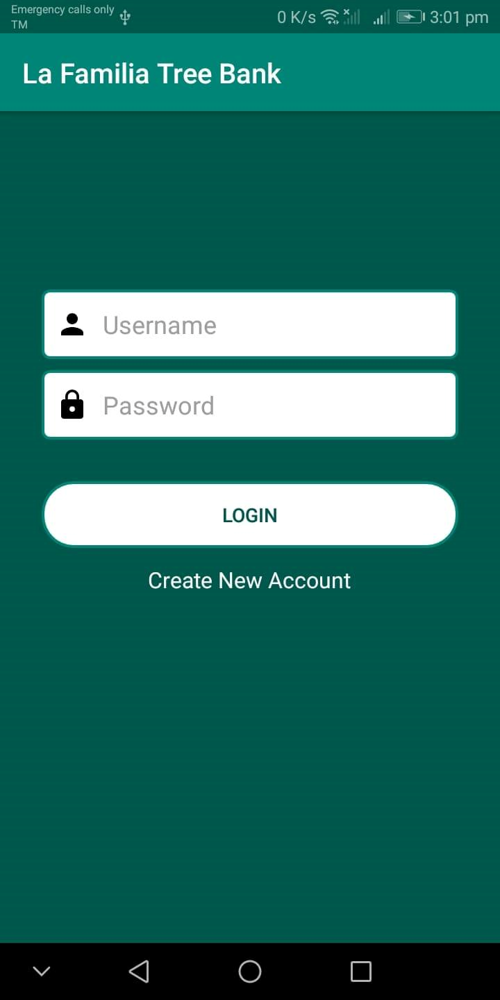 Emergency calls only
TM
0 K/s
3:01 pm
La Familia Tree Bank
Username
Password
LOGIN
Create New Account